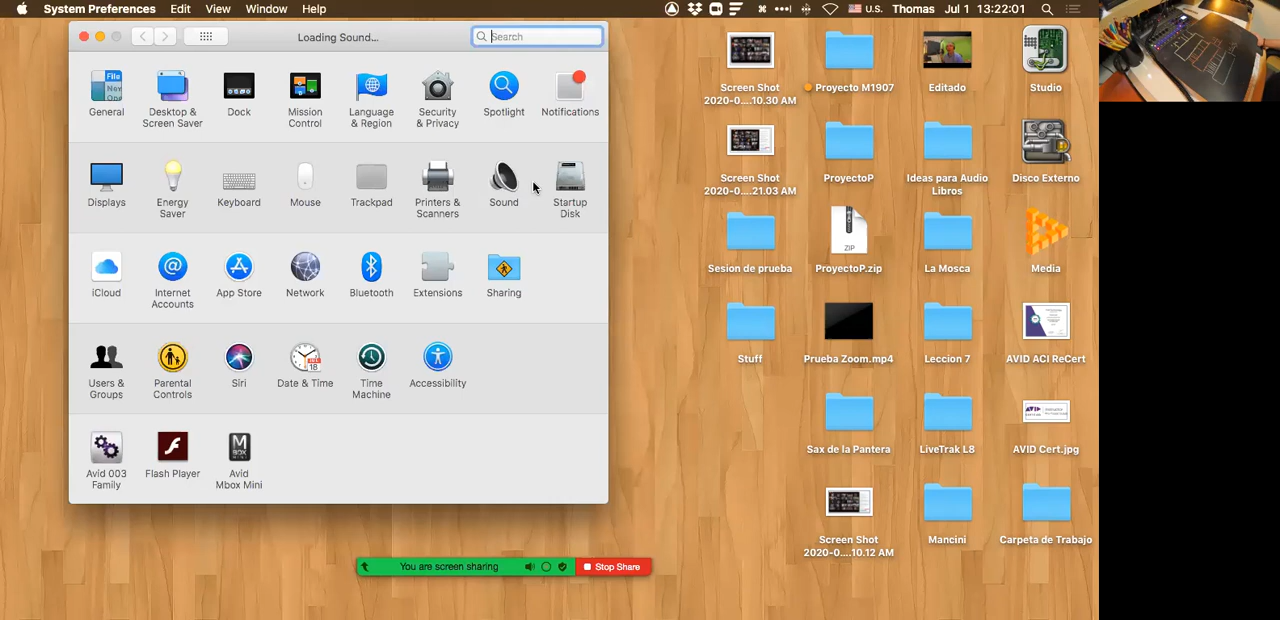 System Preferences Edit View Window Help
U.S. Thomas Jul 1 13:22:01
Loading Sound...
Search
General
Desktop & Screen Saver
Dock
Mission Control
Language & Region
Security & Privacy
Spotlight
Notifications
Displays
Energy Saver
Keyboard
Mouse
Trackpad
Printers & Scanners
Sound
Startup Disk
iCloud
Internet Accounts
App Store
Network
Bluetooth
Extensions
Sharing
Users & Groups
Parental Controls
Siri
Date & Time
Time Machine
Accessibility
Avid 003 Family
Flash Player
Avid Mbox Mini
Screen Shot 2020-0....10.30 AM
Proyecto M1907
Editado
Studio
Screen Shot 2020-0....21.03 AM
ProyectoP
Ideas para Audio Libros
Disco Externo
Sesion de prueba
ZIP
ProyectoP.zip
La Mosca
Media
Stuff
Prueba Zoom.mp4
Leccion 7
AVID ACI ReCert
Sax de la Pantera
LiveTrak L8
AVID Cert.jpg
Screen Shot 2020-0....10.12 AM
Mancini
Carpeta de Trabajo
You are screen sharing
Stop Share